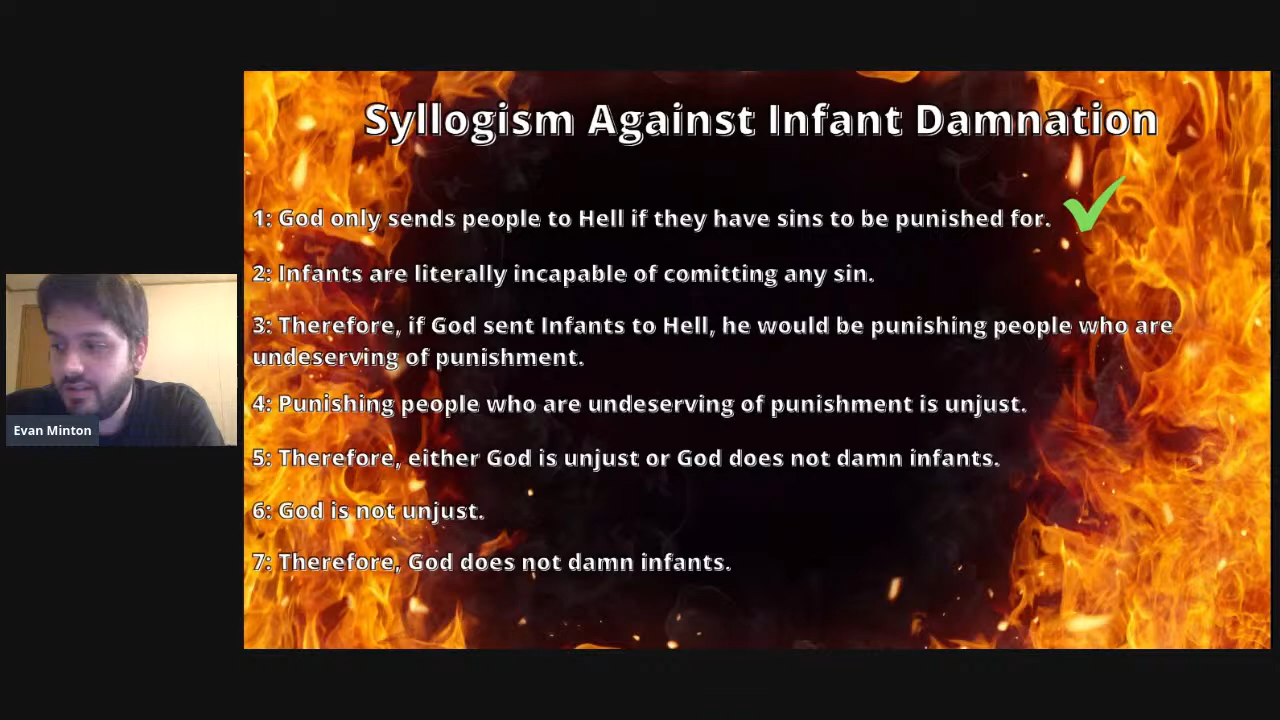 Syllogism Against Infant Damnation
1: God only sends people to Hell if they have sins to be punished for.
2: Infants are literally incapable of comitting any sin.
3: Therefore, if God sent Infants to Hell, he would be punishing people who are
undeserving of punishment.
4: Punishing people who are undeserving of punishment is unjust.
5: Therefore, either God is unjust or God does not damn infants.
6: God is not unjust.
7: Therefore, God does not damn infants.
Evan Minton